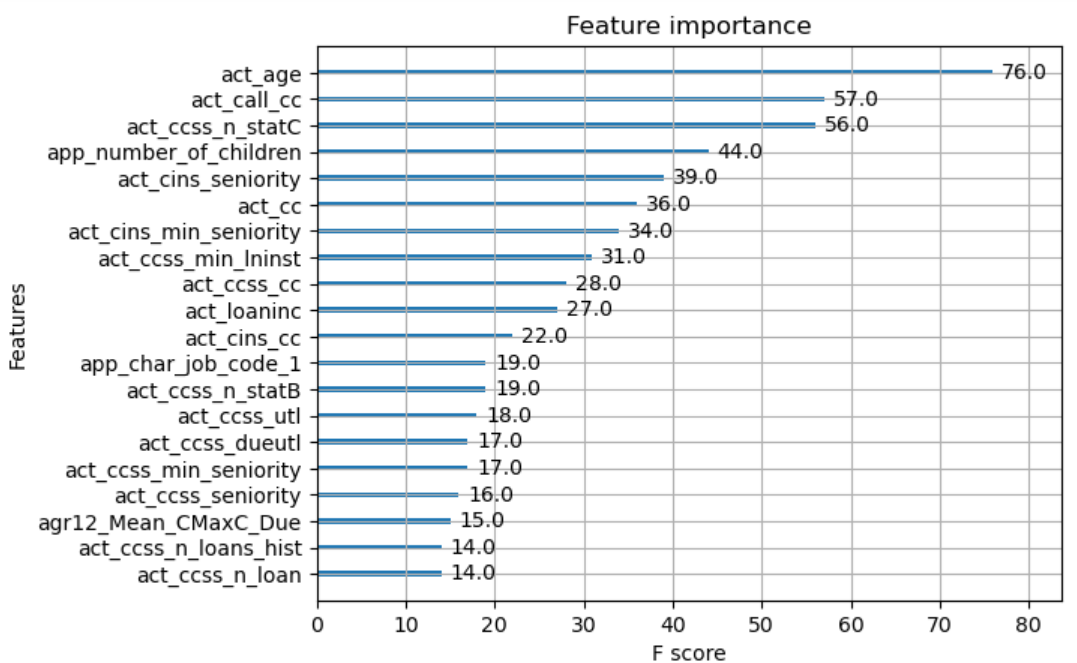 Feature importance
Features
act_age 76.0
act_call_cc 57.0
act_ccss_n_statC 56.0
app_number_of_children 44.0
act_cins_seniority 39.0
act_cc 36.0
act_cins_min_seniority 34.0
act_ccss_min_lninst 31.0
act_ccss_cc 28.0
act_loaninc 27.0
act_cins_cc 22.0
app_char_job_code_1 19.0
act_ccss_n_statB 19.0
act_ccss_utl 18.0
act_ccss_dueutl 17.0
act_ccss_min_seniority 17.0
act_ccss_seniority 16.0
agr12_Mean_CMaxC_Due 15.0
act_ccss_n_loans_hist 14.0
act_ccss_n_loan 14.0
0 10 20 30 40 50 60 70 80
F score